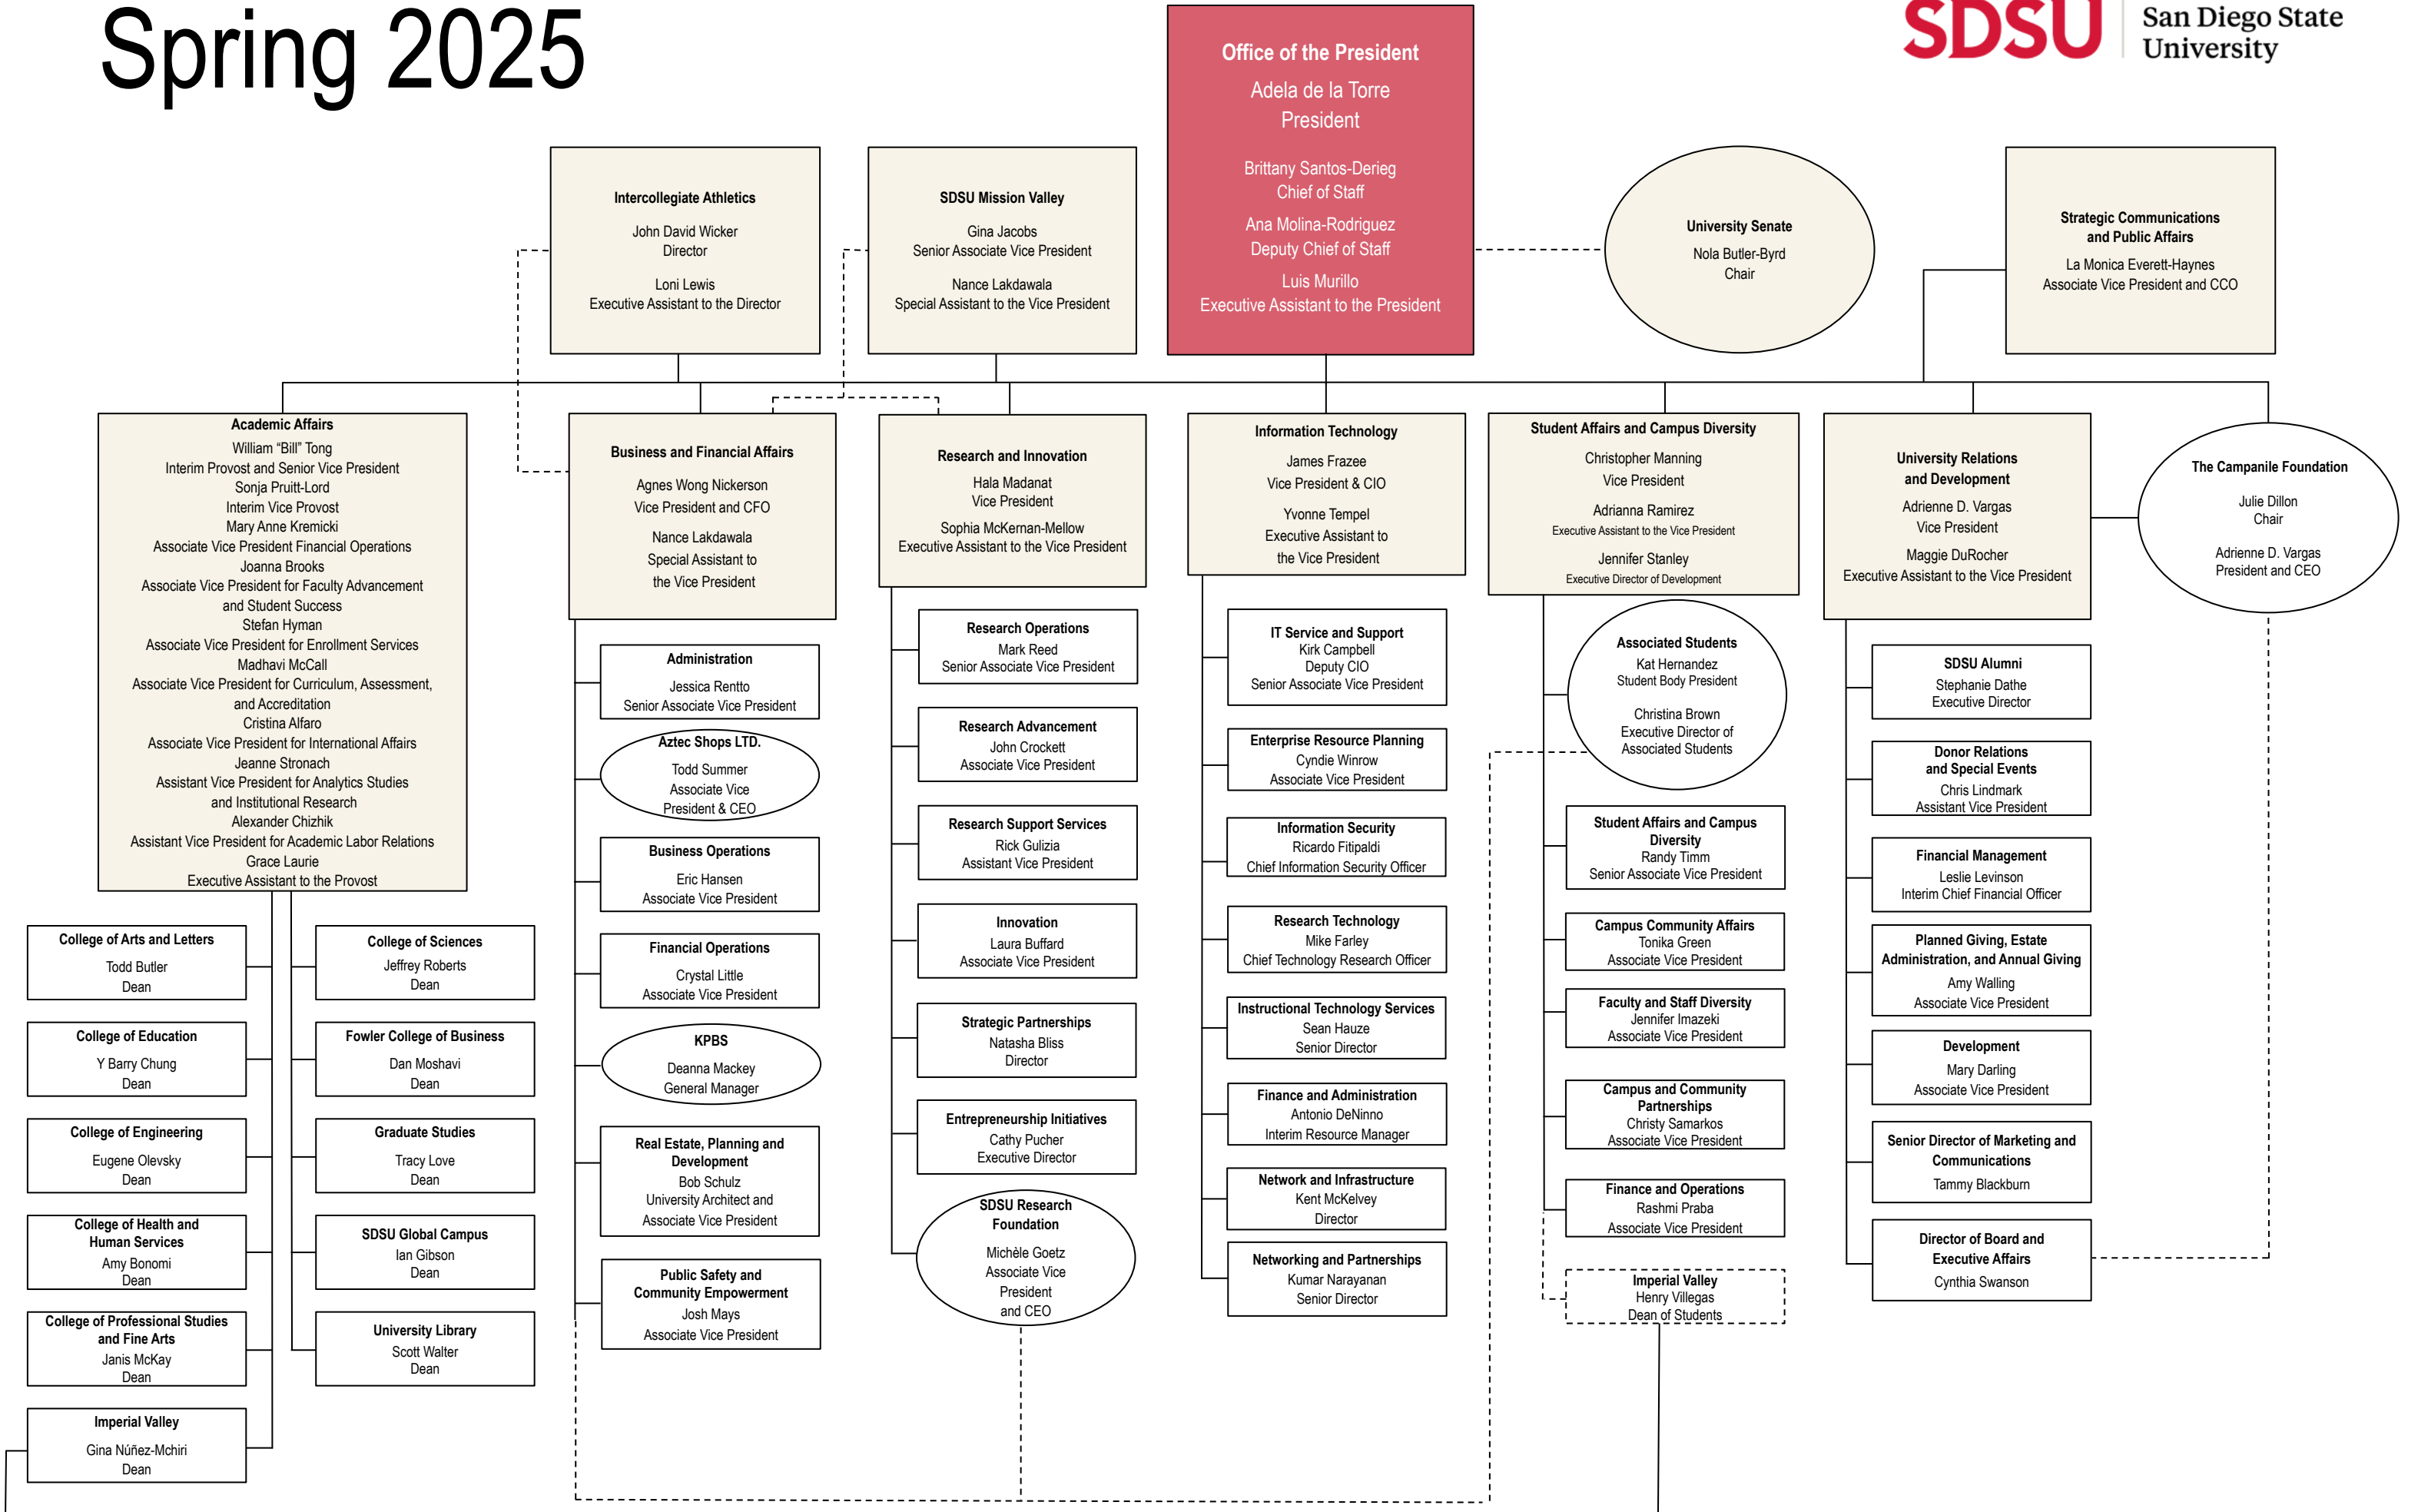 Spring 2025
SDSU
San Diego State
University
Office of the President
Adela de la Torre
President
Brittany Santos-Derieg
Chief of Staff
Ana Molina-Rodriguez
Deputy Chief of Staff
Luis Murillo
Executive Assistant to the President
Intercollegiate Athletics
John David Wicker
Director
Loni Lewis
Executive Assistant to the Director
SDSU Mission Valley
Gina Jacobs
Senior Associate Vice President
Nance Lakdawala
Special Assistant to the Vice President
University Senate
Nola Butler-Byrd
Chair
Strategic Communications
and Public Affairs
La Monica Everett-Haynes
Associate Vice President and CCO
Academic Affairs
William “Bill” Tong
Interim Provost and Senior Vice President
Sonja Pruitt-Lord
Interim Vice Provost
Mary Anne Kremicki
Associate Vice President Financial Operations
Joanna Brooks
Associate Vice President for Faculty Advancement
and Student Success
Stefan Hyman
Associate Vice President for Enrollment Services
Madhavi McCall
Associate Vice President for Curriculum, Assessment,
and Accreditation
Cristina Alfaro
Associate Vice President for International Affairs
Jeanne Stronach
Assistant Vice President for Analytics Studies
and Institutional Research
Alexander Chizhik
Assistant Vice President for Academic Labor Relations
Grace Laurie
Executive Assistant to the Provost
College of Arts and Letters
Todd Butler
Dean
College of Education
Y Barry Chung
Dean
College of Engineering
Eugene Olevsky
Dean
College of Health and
Human Services
Amy Bonomi
Dean
College of Professional Studies
and Fine Arts
Janis McKay
Dean
Imperial Valley
Gina Núñez-Mchiri
Dean
College of Sciences
Jeffrey Roberts
Dean
Fowler College of Business
Dan Moshavi
Dean
Graduate Studies
Tracy Love
Dean
SDSU Global Campus
Ian Gibson
Dean
University Library
Scott Walter
Dean
Business and Financial Affairs
Agnes Wong Nickerson
Vice President and CFO
Nance Lakdawala
Special Assistant to
the Vice President
Administration
Jessica Rentto
Senior Associate Vice President
Aztec Shops LTD.
Todd Summer
Associate Vice
President & CEO
Business Operations
Eric Hansen
Associate Vice President
Financial Operations
Crystal Little
Associate Vice President
KPBS
Deanna Mackey
General Manager
Real Estate, Planning and
Development
Bob Schulz
University Architect and
Associate Vice President
Public Safety and
Community Empowerment
Josh Mays
Associate Vice President
Research and Innovation
Hala Madanat
Vice President
Sophia McKernan-Mellow
Executive Assistant to the Vice President
Research Operations
Mark Reed
Senior Associate Vice President
Research Advancement
John Crockett
Associate Vice President
Research Support Services
Rick Gulizia
Assistant Vice President
Innovation
Laura Buffard
Associate Vice President
Strategic Partnerships
Natasha Bliss
Director
Entrepreneurship Initiatives
Cathy Pucher
Executive Director
SDSU Research
Foundation
Michèle Goetz
Associate Vice
President
and CEO
Information Technology
James Frazee
Vice President & CIO
Yvonne Tempel
Executive Assistant to
the Vice President
IT Service and Support
Kirk Campbell
Deputy CIO
Senior Associate Vice President
Enterprise Resource Planning
Cyndie Winrow
Associate Vice President
Information Security
Ricardo Fitipaldi
Chief Information Security Officer
Research Technology
Mike Farley
Chief Technology Research Officer
Instructional Technology Services
Sean Hauze
Senior Director
Finance and Administration
Antonio DeNinno
Interim Resource Manager
Network and Infrastructure
Kent McKelvey
Director
Networking and Partnerships
Kumar Narayanan
Senior Director
Student Affairs and Campus Diversity
Christopher Manning
Vice President
Adrianna Ramirez
Executive Assistant to the Vice President
Jennifer Stanley
Executive Director of Development
Associated Students
Kat Hernandez
Student Body President
Christina Brown
Executive Director of
Associated Students
Student Affairs and Campus
Diversity
Randy Timm
Senior Associate Vice President
Campus Community Affairs
Tonika Green
Associate Vice President
Faculty and Staff Diversity
Jennifer Imazeki
Associate Vice President
Campus and Community
Partnerships
Christy Samarkos
Associate Vice President
Finance and Operations
Rashmi Praba
Associate Vice President
Imperial Valley
Henry Villegas
Dean of Students
University Relations
and Development
Adrienne D. Vargas
Vice President
Maggie DuRocher
Executive Assistant to the Vice President
SDSU Alumni
Stephanie Dathe
Executive Director
Donor Relations
and Special Events
Chris Lindmark
Assistant Vice President
Financial Management
Leslie Levinson
Interim Chief Financial Officer
Planned Giving, Estate
Administration, and Annual Giving
Amy Walling
Associate Vice President
Development
Mary Darling
Associate Vice President
Senior Director of Marketing and
Communications
Tammy Blackburn
Director of Board and
Executive Affairs
Cynthia Swanson
The Campanile Foundation
Julie Dillon
Chair
Adrienne D. Vargas
President and CEO